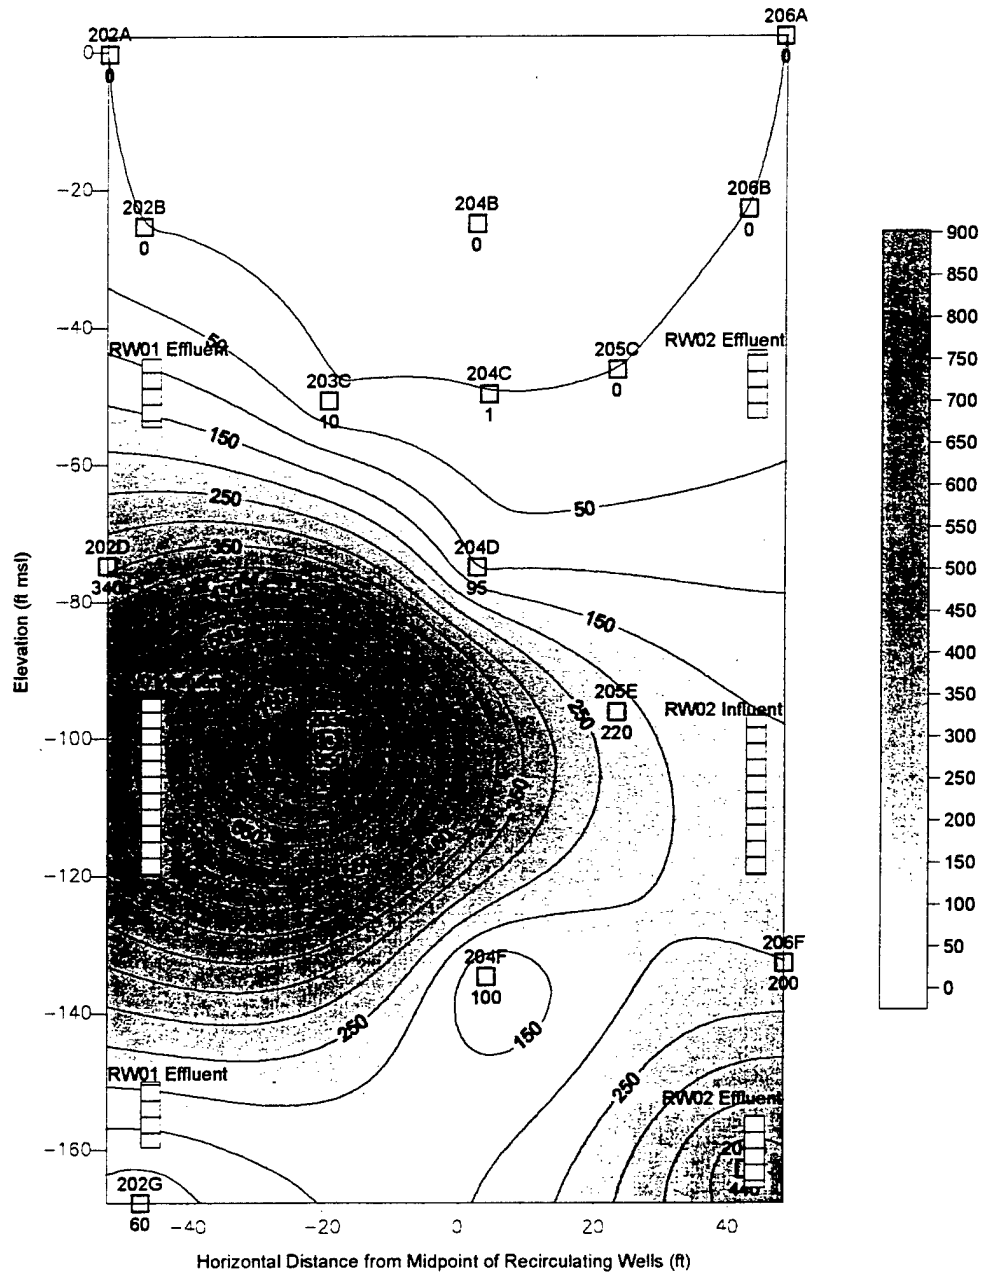 206A
202A
0
0
0
-20
206B
202B
204B
0
0
0
900
850
800
750
700
650
600
550
500
450
400
350
300
250
200
150
100
50
0
-40
50
RW01 Effluent
RW02 Effluent
205C
0
203C
10
204C
1
150
-60
250
50
350
202D
340
204D
95
-80
150
Elevation (ft msl)
205E
220
250
RW02 Influent
-100
-120
206F
200
204F
100
-140
250
150
RW01 Effluent
250
RW02 Effluent
-160
440
202G
60
-40
-20
0
20
40
Horizontal Distance from Midpoint of Recirculating Wells (ft)